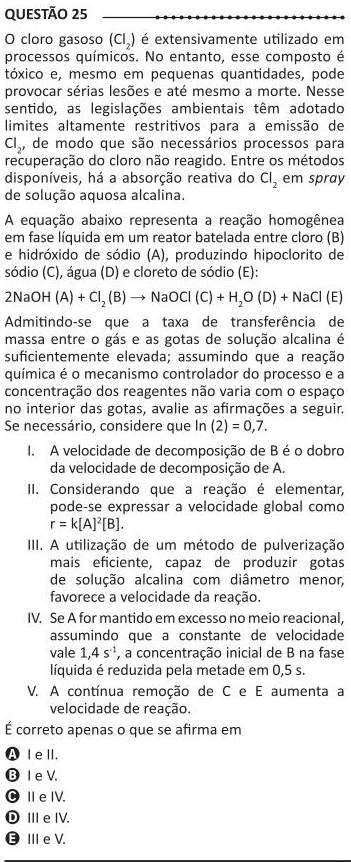 QUESTÃO 25
O cloro gasoso (Cl₂) é extensivamente utilizado em
processos químicos. No entanto, esse composto é
tóxico e, mesmo em pequenas quantidades, pode
provocar sérias lesões e até mesmo a morte. Nesse
sentido, as legislações ambientais têm adotado
limites altamente restritivos para a emissão de
Cl₂, de modo que são necessários processos para
recuperação do cloro não reagido. Entre os métodos
disponíveis, há a absorção reativa do Cl₂ em spray
de solução aquosa alcalina.
A equação abaixo representa a reação homogênea
em fase líquida em um reator batelada entre cloro (B)
e hidróxido de sódio (A), produzindo hipoclorito de
sódio (C), água (D) e cloreto de sódio (E):
2NaOH (A) + Cl₂ (B) → NaOCl (C) + H₂O (D) + NaCl (E)
Admitindo-se que a taxa de transferência de
massa entre o gás e as gotas de solução alcalina é
suficientemente elevada; assumindo que a reação
química é o mecanismo controlador do processo e a
concentração dos reagentes não varia com o espaço
no interior das gotas, avalie as afirmações a seguir.
Se necessário, considere que ln (2) = 0,7.
I. A velocidade de decomposição de B é o dobro
da velocidade de decomposição de A.
II. Considerando que a reação é elementar,
pode-se expressar a velocidade global como
r = k[A]²[B].
III. A utilização de um método de pulverização
mais eficiente, capaz de produzir gotas
de solução alcalina com diâmetro menor,
favorece a velocidade da reação.
IV. Se A for mantido em excesso no meio reacional,
assumindo que a constante de velocidade
vale 1,4 s⁻¹, a concentração inicial de B na fase
líquida é reduzida pela metade em 0,5 s.
V. A contínua remoção de C e E aumenta a
velocidade de reação.
É correto apenas o que se afirma em
A I e II.
B I e V.
C II e IV.
D III e IV.
E III e V.